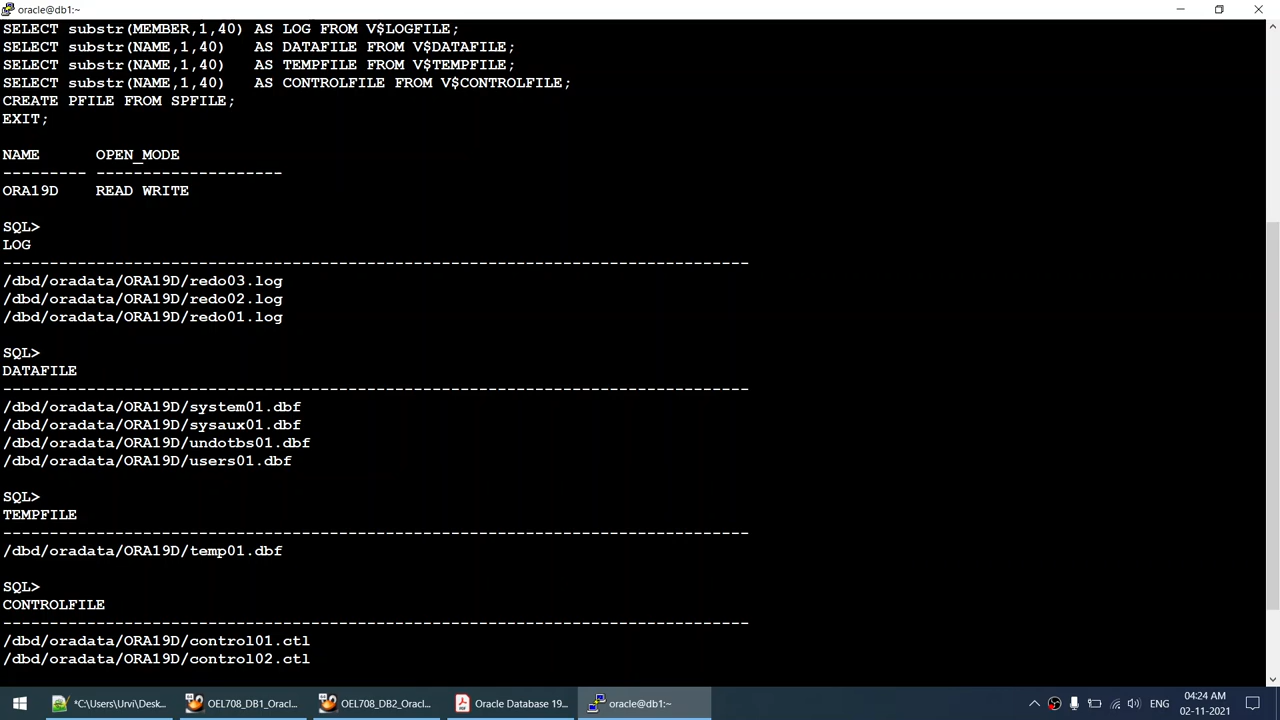 oracle@db1:~
SELECT substr(MEMBER,1,40) AS LOG FROM V$LOGFILE;
SELECT substr(NAME,1,40)   AS DATAFILE FROM V$DATAFILE;
SELECT substr(NAME,1,40)   AS TEMPFILE FROM V$TEMPFILE;
SELECT substr(NAME,1,40)   AS CONTROLFILE FROM V$CONTROLFILE;
CREATE PFILE FROM SPFILE;
EXIT;
NAME      OPEN_MODE
--------- --------------------
ORA19D    READ WRITE
SQL>
LOG
--------------------------------------------------------------------------------
/dbd/oradata/ORA19D/redo03.log
/dbd/oradata/ORA19D/redo02.log
/dbd/oradata/ORA19D/redo01.log
SQL>
DATAFILE
--------------------------------------------------------------------------------
/dbd/oradata/ORA19D/system01.dbf
/dbd/oradata/ORA19D/sysaux01.dbf
/dbd/oradata/ORA19D/undotbs01.dbf
/dbd/oradata/ORA19D/users01.dbf
SQL>
TEMPFILE
--------------------------------------------------------------------------------
/dbd/oradata/ORA19D/temp01.dbf
SQL>
CONTROLFILE
--------------------------------------------------------------------------------
/dbd/oradata/ORA19D/control01.ctl
/dbd/oradata/ORA19D/control02.ctl
*C:\Users\Urvi\Desk... OEL708_DB1_Oracl... OEL708_DB2_Oracl... Oracle Database 19... oracle@db1:~ ENG 04:24 AM
02-11-2021